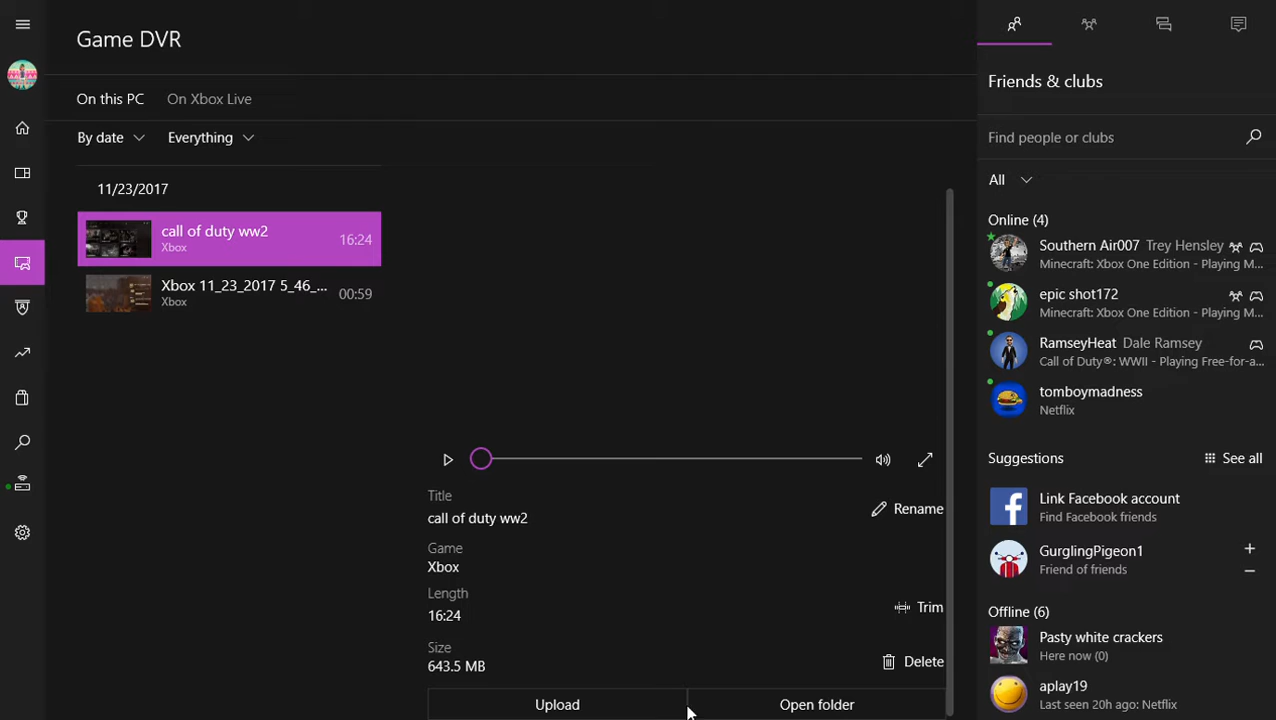 Game DVR
On this PC
On Xbox Live
By date
Everything
11/23/2017
call of duty ww2
Xbox
16:24
Xbox 11_23_2017 5_46_...
Xbox
00:59
Title
call of duty ww2
Rename
Game
Xbox
Length
16:24
Trim
Size
643.5 MB
Delete
Upload
Open folder
Friends & clubs
Find people or clubs
All
Online (4)
Southern Air007 Trey Hensley
Minecraft: Xbox One Edition - Playing M...
epic shot172
Minecraft: Xbox One Edition - Playing M...
RamseyHeat Dale Ramsey
Call of Duty®: WWII - Playing Free-for-a...
tomboymadness
Netflix
Suggestions
See all
Link Facebook account
Find Facebook friends
GurglingPigeon1
Friend of friends
Offline (6)
Pasty white crackers
Here now (0)
aplay19
Last seen 20h ago: Netflix